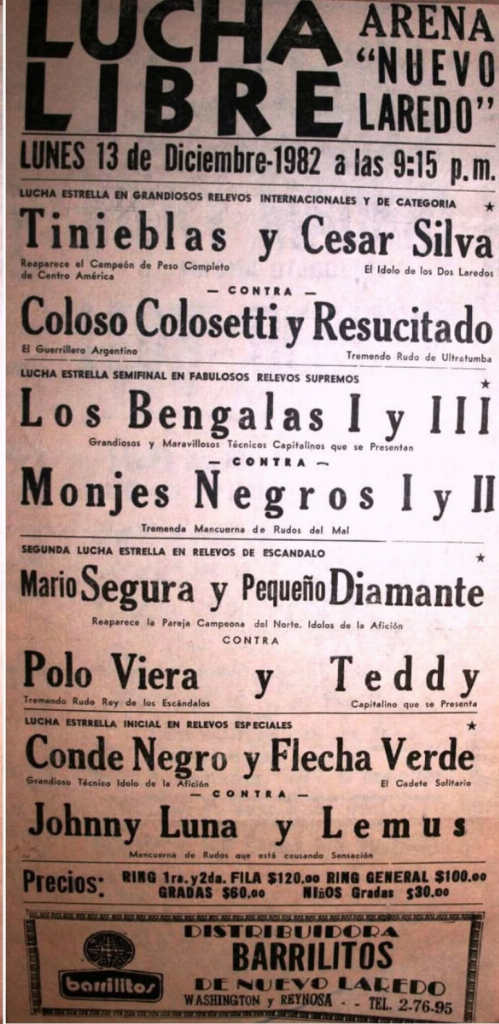 LUCHA LIBRE
ARENA "NUEVO LAREDO"
LUNES 13 de Diciembre-1982 a las 9:15 p.m.
LUCHA ESTRELLA EN GRANDIOSOS RELEVOS INTERNACIONALES Y DE CATEGORIA ★
Tinieblas y Cesar Silva
Reaparece el Campeón de Peso Completo de Centro América
El Idolo de los Dos Laredos
— CONTRA —
Coloso Colosetti y Resucitado
El Guerrillero Argentino
Tremendo Rudo de Ultratumba
LUCHA ESTRELLA SEMIFINAL EN FABULOSOS RELEVOS SUPREMOS ★
Los Bengalas I y III
Grandiosos y Maravillosos Técnicos Capitalinos que se Presentan
— CONTRA —
Monjes Negros I y II
Tremenda Mancuerna de Rudos del Mal
SEGUNDA LUCHA ESTRELLA EN RELEVOS DE ESCANDALO ★
Mario Segura y Pequeño Diamante
Reaparece la Pareja Campeona del Norte. Idolos de la Afición
CONTRA
Polo Viera y Teddy
Tremendo Rudo Rey de los Escándalos
Capitalino que se Presenta
LUCHA ESTRRELLA INICIAL EN RELEVOS ESPECIALES ★
Conde Negro y Flecha Verde
Grandioso Técnico Idolo de la Afición
El Cadete Solitario
— CONTRA —
Johnny Luna y Lemus
Mancuerna de Rudos que está causando Sensación
Precios: RING 1ra. y2da. FILA $120.00 RING GENERAL $100.00
GRADAS $60.00 NIÑOS Gradas $30.00
DISTRIBUIDORA
BARRILITOS
barrilitos
DE NUEVO LAREDO
WASHINGTON y REYNOSA - - TEL. 2-76-95